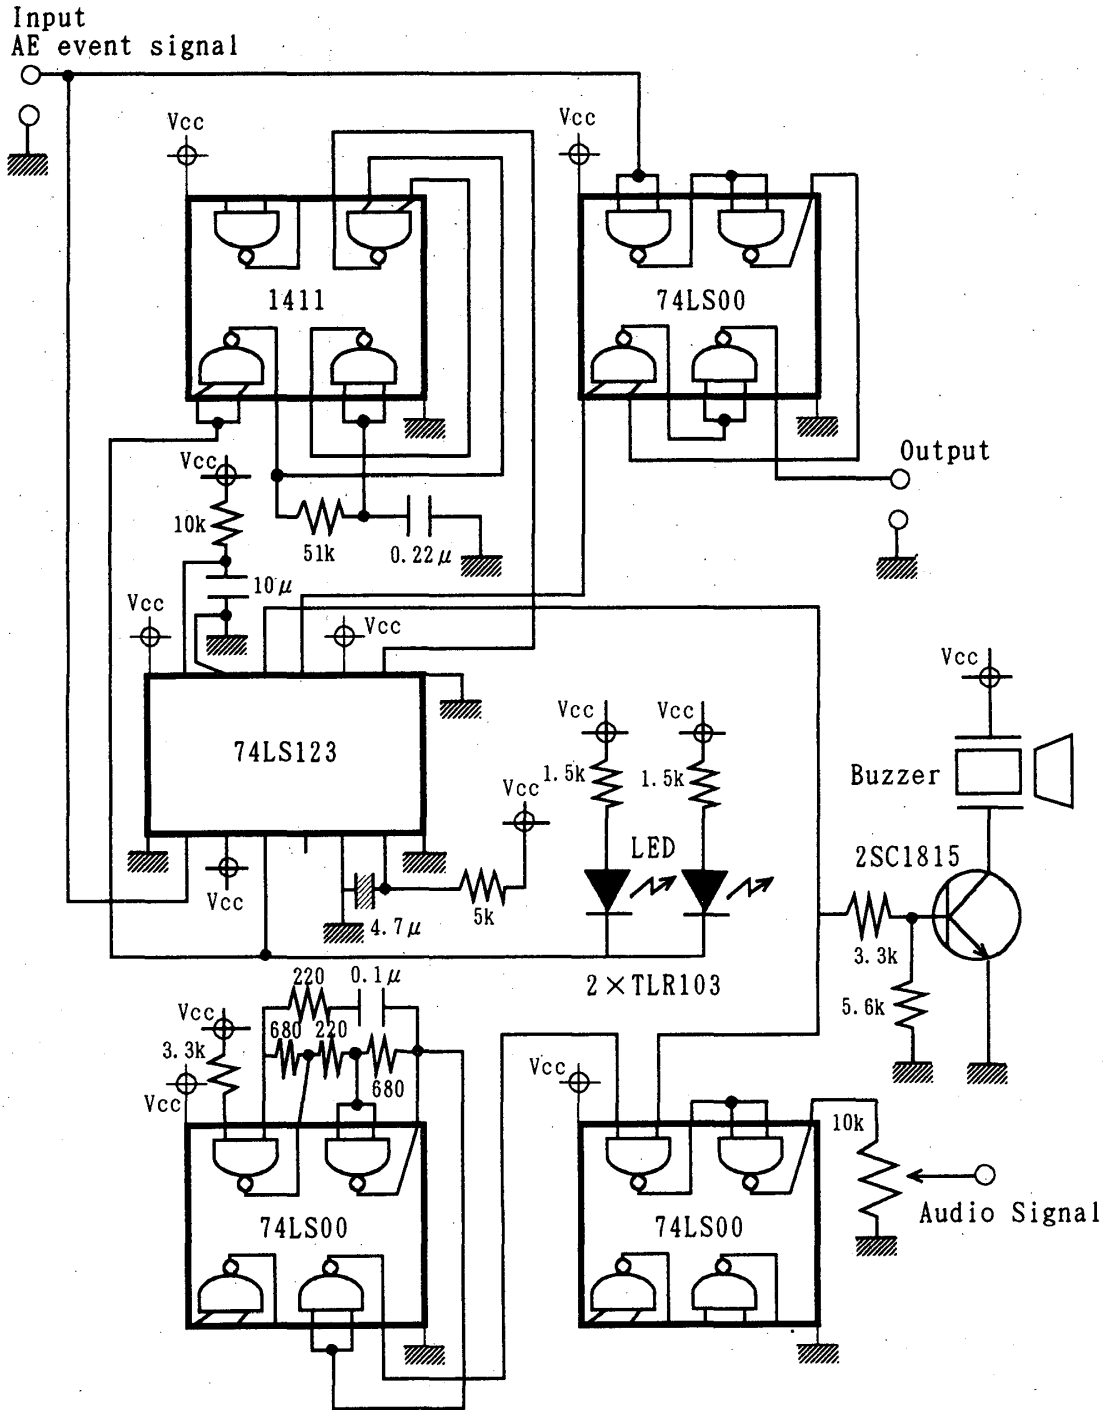 Input
AE event signal
Vcc
Vcc
1411
74LS00
Vcc
Output
10k
51k
0.22μ
10μ
Vcc
Vcc
Vcc
Vcc
Vcc
74LS123
1.5k
1.5k
Buzzer
Vcc
LED
2SC1815
Vcc
4.7μ
5k
3.3k
220
0.1μ
2×TLR103
5.6k
Vcc
680
220
3.3k
680
Vcc
Vcc
10k
74LS00
74LS00
Audio Signal